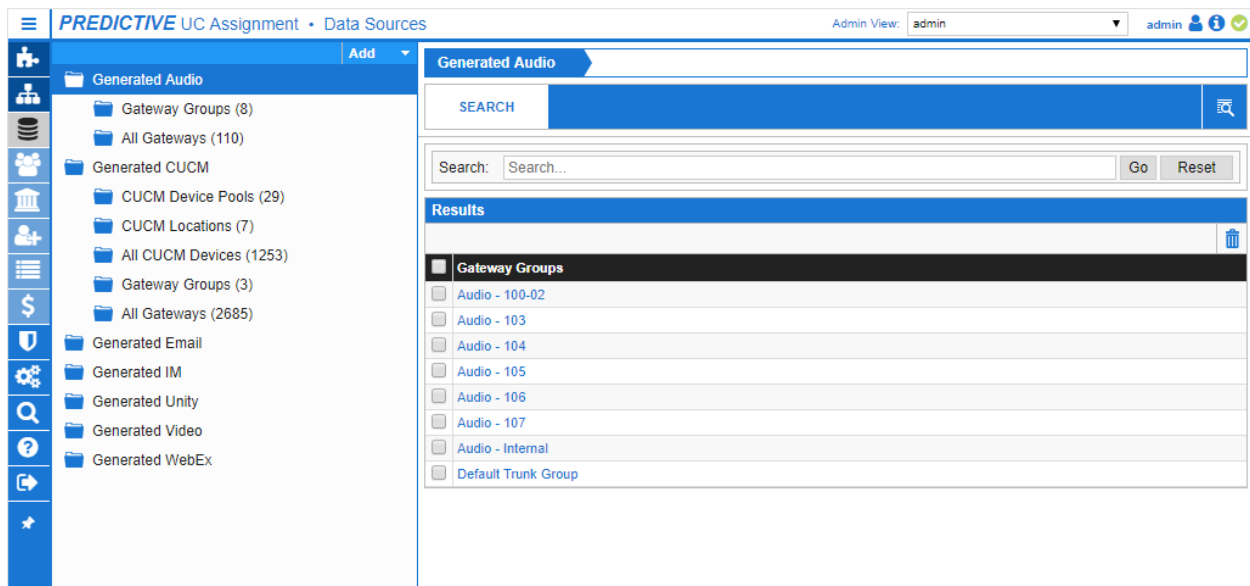 PREDICTIVE UC Assignment • Data Sources
Admin View: admin admin
Add
Generated Audio
Gateway Groups (8)
All Gateways (110)
Generated CUCM
CUCM Device Pools (29)
CUCM Locations (7)
All CUCM Devices (1253)
Gateway Groups (3)
All Gateways (2685)
Generated Email
Generated IM
Generated Unity
Generated Video
Generated WebEx
Generated Audio
SEARCH
Search: Search... Go Reset
Results
Gateway Groups
Audio - 100-02
Audio - 103
Audio - 104
Audio - 105
Audio - 106
Audio - 107
Audio - Internal
Default Trunk Group